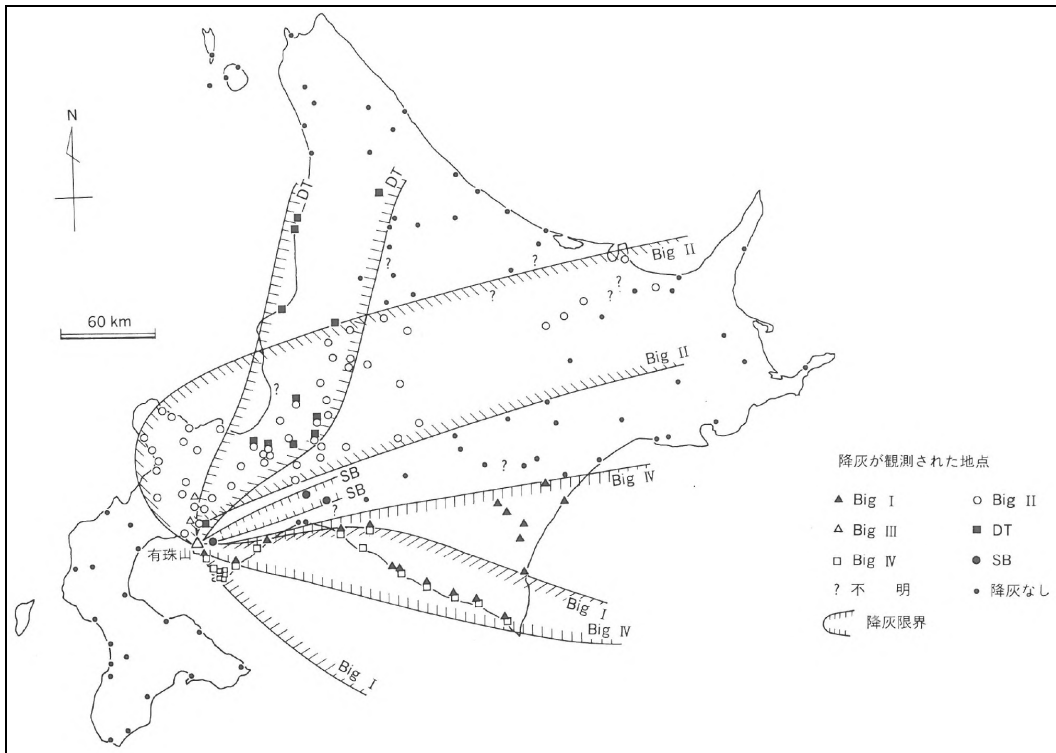 N
60 km
DT
DT
?
?
?
Big II
?
?
?
Big II
SB
SB
?
?
Big IV
有珠山
Big I
Big IV
Big I
降灰が観測された地点
Big I
Big II
Big III
DT
Big IV
SB
? 不 明
降灰なし
降灰限界